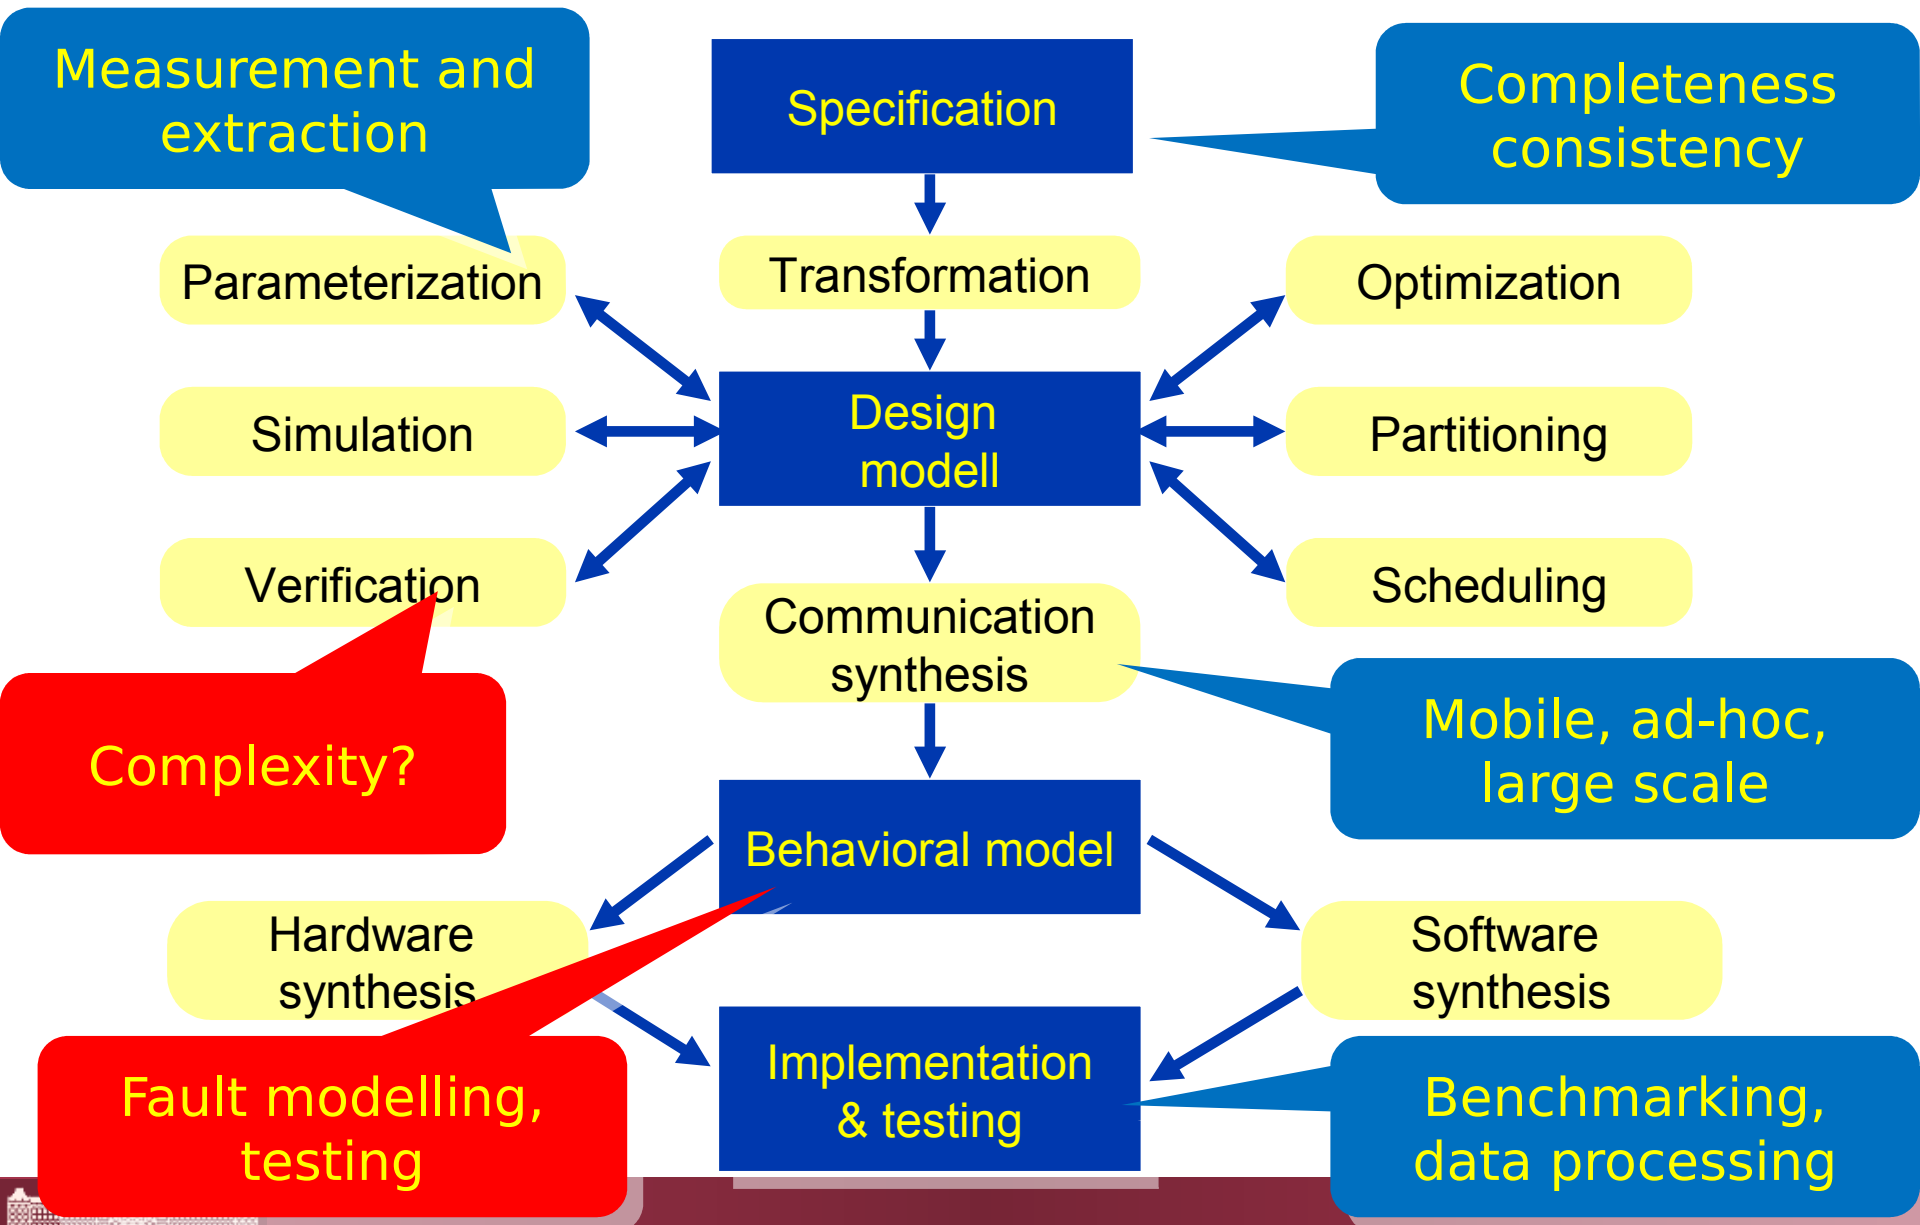 Measurement and
extraction
Specification
Completeness
consistency
Parameterization
Transformation
Optimization
Simulation
Design
modell
Partitioning
Verification
Communication
synthesis
Scheduling
Complexity?
Mobile, ad-hoc,
large scale
Behavioral model
Hardware
synthesis
Software
synthesis
Fault modelling,
testing
Implementation
& testing
Benchmarking,
data processing